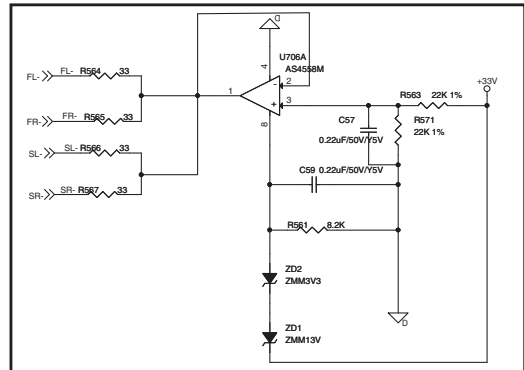 D
U706A
AS4558M
4
2
-
+33V
FL- FL- R564 33
1
3
+
R563 22K 1%
FR- FR- R565 33
8
C57
R571
22K 1%
0.22uF/50V/Y5V
SL- SL- R566 33
C59 0.22uF/50V/Y5V
SR- SR- R567 33
R561 8.2K
ZD2
ZMM3V3
D
ZD1
ZMM13V